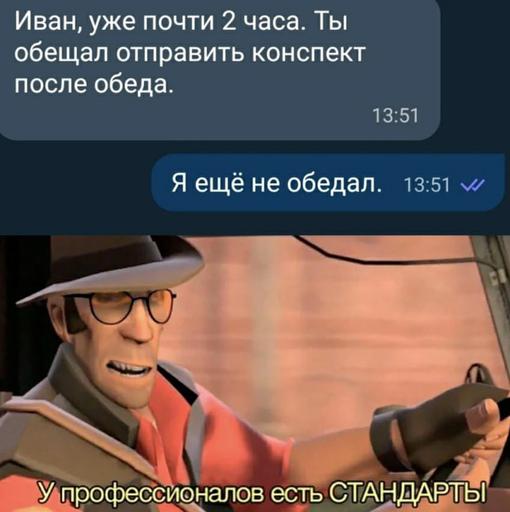 Иван, уже почти 2 часа. Ты
обещал отправить конспект
после обеда.
13:51
Я ещё не обедал. 13:51
У профессионалов есть СТАНДАРТЫ